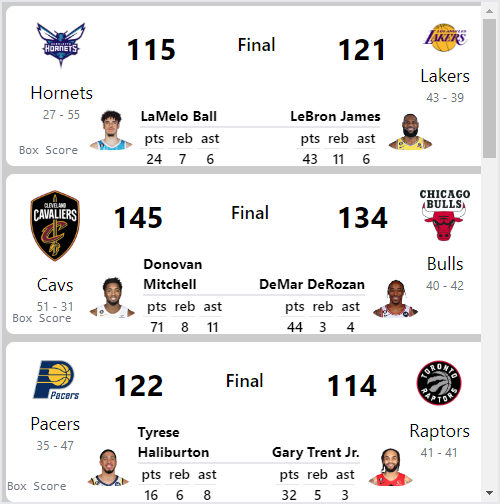 HORNETS
115
Final
121
LOS ANGELES
LAKERS
Hornets
27 - 55
Lakers
43 - 39
LaMelo Ball
pts reb ast
24 7 6
LeBron James
pts reb ast
43 11 6
Box Score
CLEVELAND
CAVALIERS
145
Final
134
CHICAGO
BULLS
Cavs
51 - 31
Bulls
40 - 42
Donovan
Mitchell
pts reb ast
71 8 11
DeMar DeRozan
pts reb ast
44 3 4
Box Score
Pacers
122
Final
114
TORONTO
RAPTORS
Pacers
35 - 47
Raptors
41 - 41
Tyrese
Haliburton
pts reb ast
16 6 8
Gary Trent Jr.
pts reb ast
32 5 3
Box Score